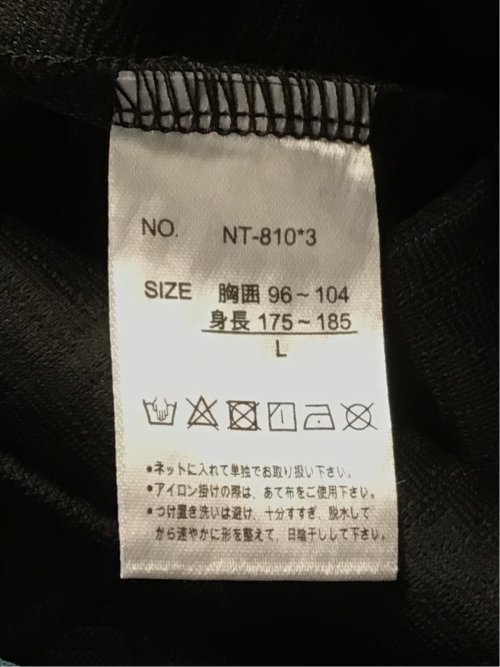 NO. NT-810*3
SIZE 胸囲 96～104
身長 175～185
L
•ネットに入れて単独でお取り扱い下さい。
•アイロン掛けの際は、あて布をご使用下さい。
•つけ置き洗いは避け、十分すすぎ、脱水して
から速やかに形を整えて、日陰干しして下さい。